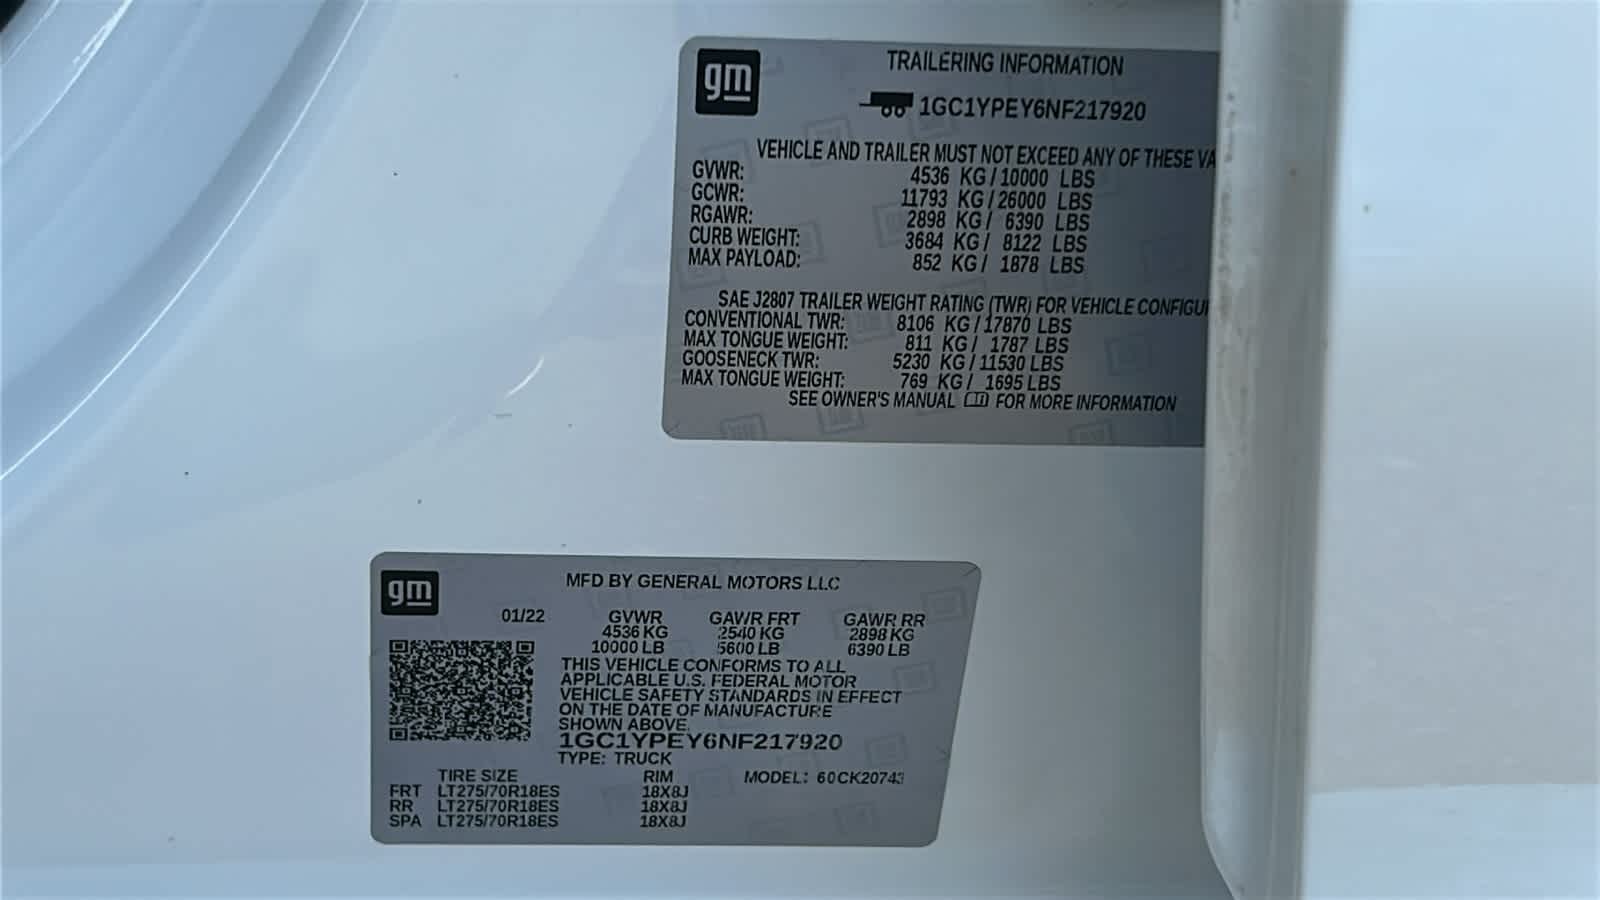 gm
TRAILERING INFORMATION
1GC1YPEY6NF217920
VEHICLE AND TRAILER MUST NOT EXCEED ANY OF THESE
GVWR: 4536 KG / 10000 LBS
GCWR: 11793 KG / 26000 LBS
RGAWR: 2898 KG / 6390 LBS
CURB WEIGHT: 3684 KG / 8122 LBS
MAX PAYLOAD: 852 KG / 1878 LBS
SAE J2807 TRAILER WEIGHT RATING (TWR) FOR VEHICLE
CONVENTIONAL TWR: 8106 KG / 17870 LBS
MAX TONGUE WEIGHT: 811 KG / 1787 LBS
GOOSENECK TWR: 5230 KG / 11530 LBS
MAX TONGUE WEIGHT: 769 KG / 1695 LBS
SEE OWNER'S MANUAL FOR MORE INFORMATION
gm
MFD BY GENERAL MOTORS LLC
01/22 GVWR GAWR FRT GAWR RR
4536 KG 2540 KG 2898 KG
10000 LB 5600 LB 6390 LB
THIS VEHICLE CONFORMS TO ALL
APPLICABLE U.S. FEDERAL MOTOR
VEHICLE SAFETY STANDARDS IN EFFECT
ON THE DATE OF MANUFACTURE
SHOWN ABOVE.
1GC1YPEY6NF217920
TYPE: TRUCK
TIRE SIZE RIM MODEL: 60CK20743
FRT LT275/70R18ES 18X8J
RR LT275/70R18ES 18X8J
SPA LT275/70R18ES 18X8J